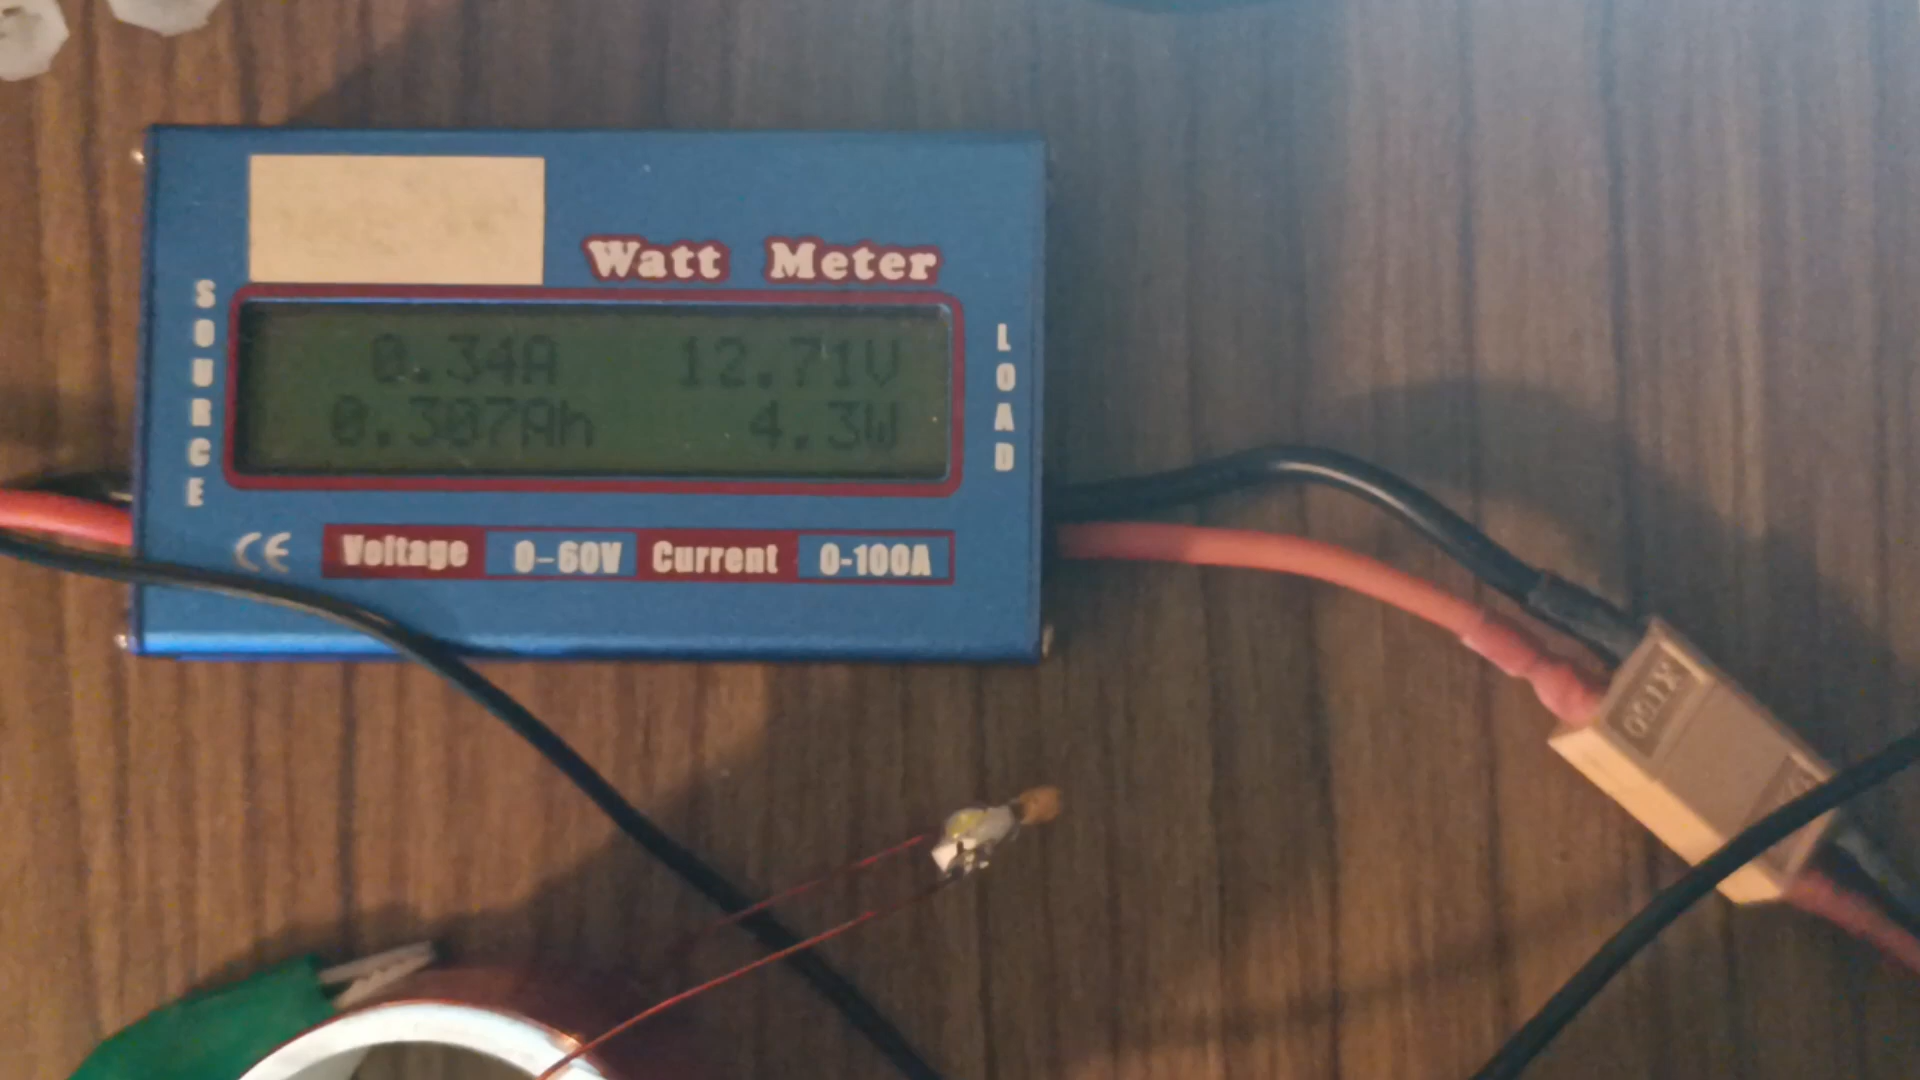 Watt Meter
SOURCE
0.34A 12.71V
0.307Ah 4.3W
LOAD
CE Voltage 0-60V Current 0-100A
XT60